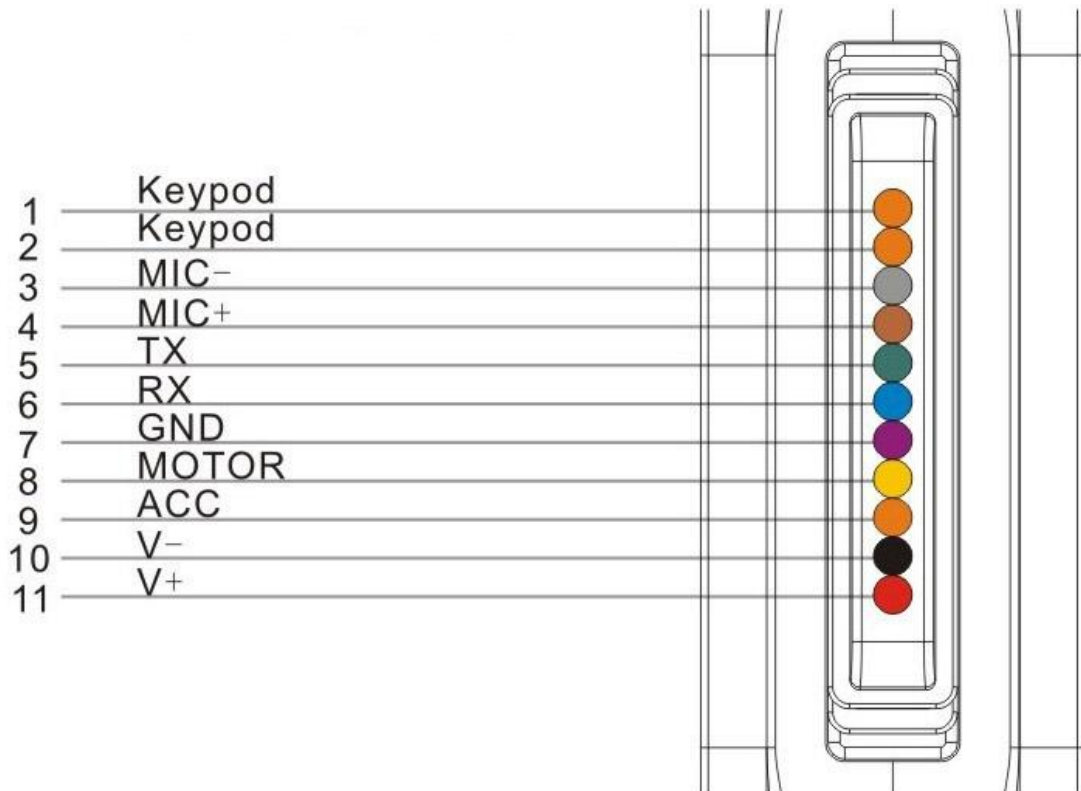 1 Keypod
2 Keypod
3 MIC-
4 MIC+
5 TX
6 RX
7 GND
8 MOTOR
9 ACC
10 V-
11 V+